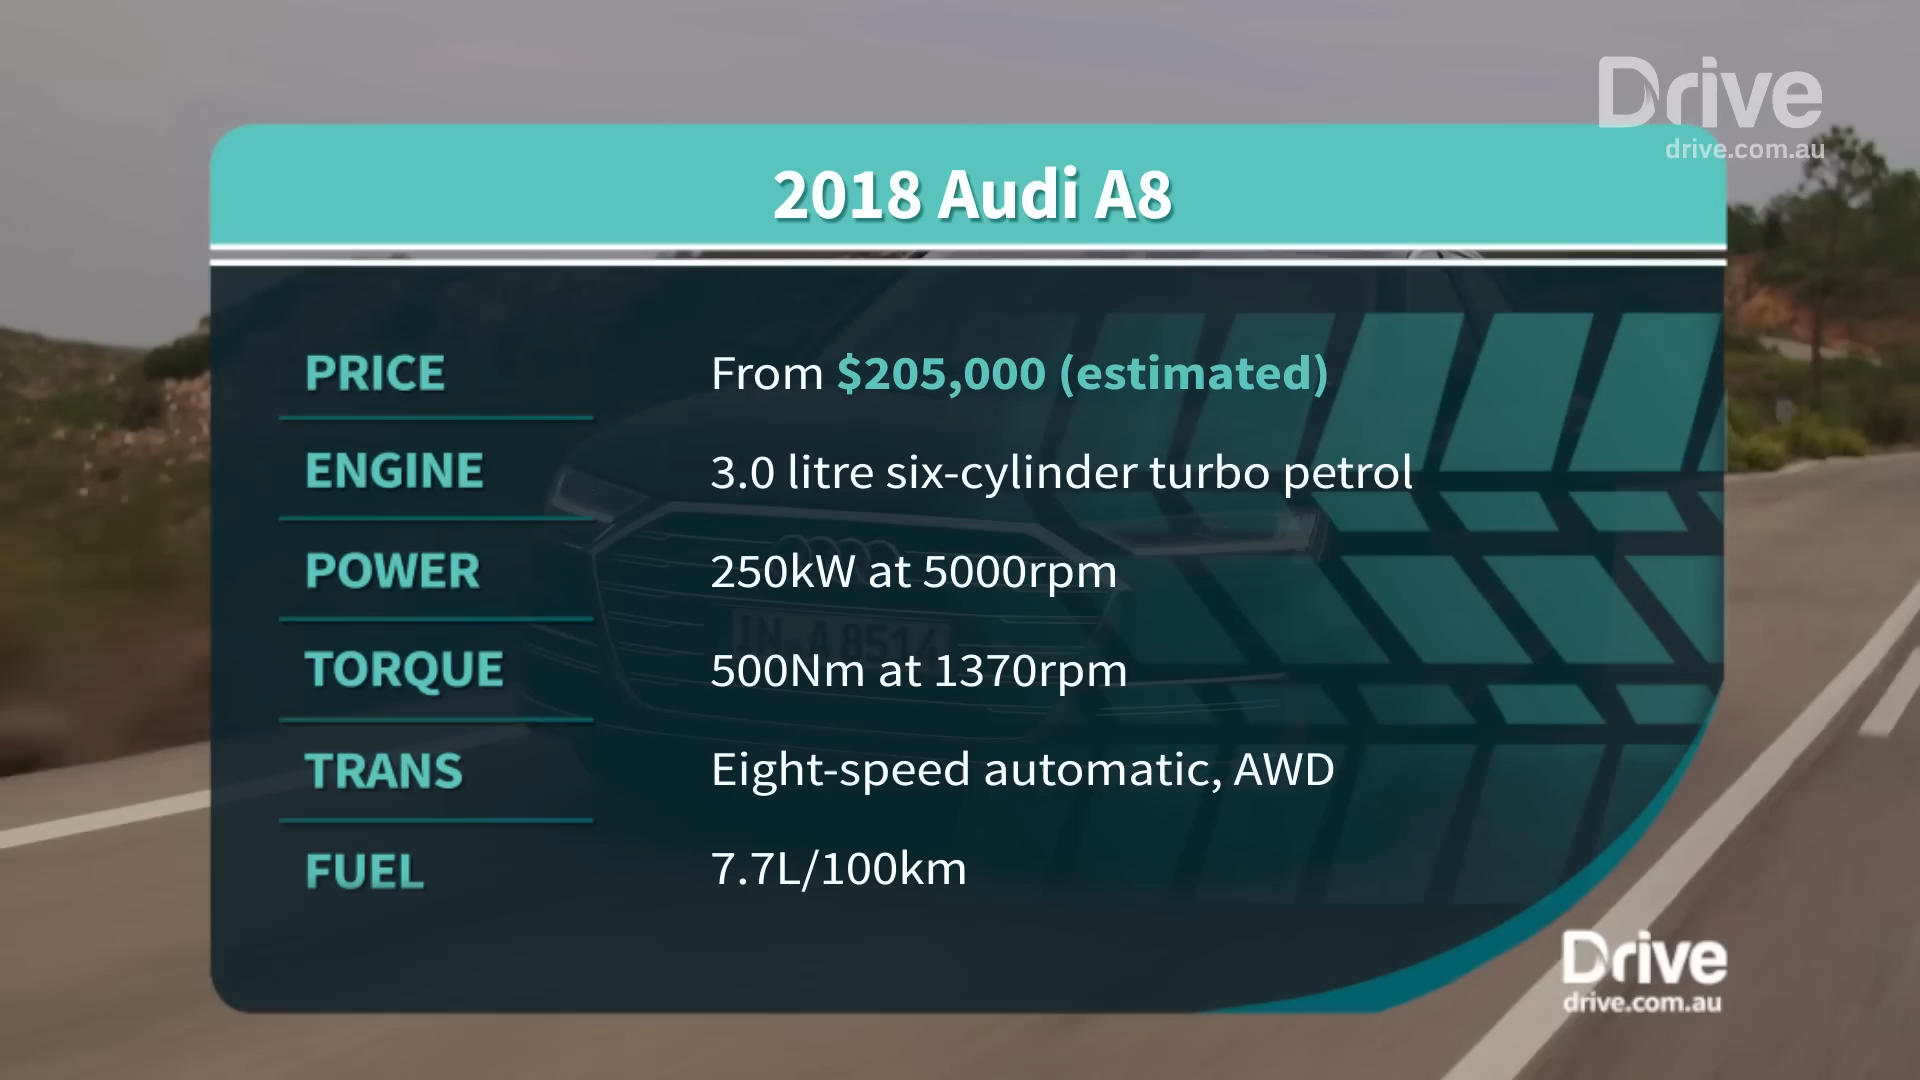 Drive
drive.com.au
2018 Audi A8
PRICE From $205,000 (estimated)
ENGINE 3.0 litre six-cylinder turbo petrol
POWER 250kW at 5000rpm
IN·A 8514
TORQUE 500Nm at 1370rpm
TRANS Eight-speed automatic, AWD
FUEL 7.7L/100km
Drive
drive.com.au